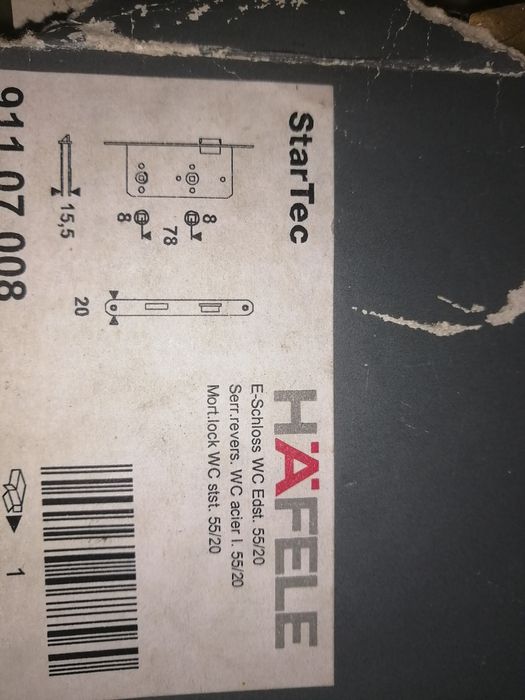 StarTec
HÄFELE
E-Schloss WC Edst. 55/20
Serr.revers. WC acier I. 55/20
Mort.lock WC stst. 55/20
8
78
8
15,5
20
911.07.008
1